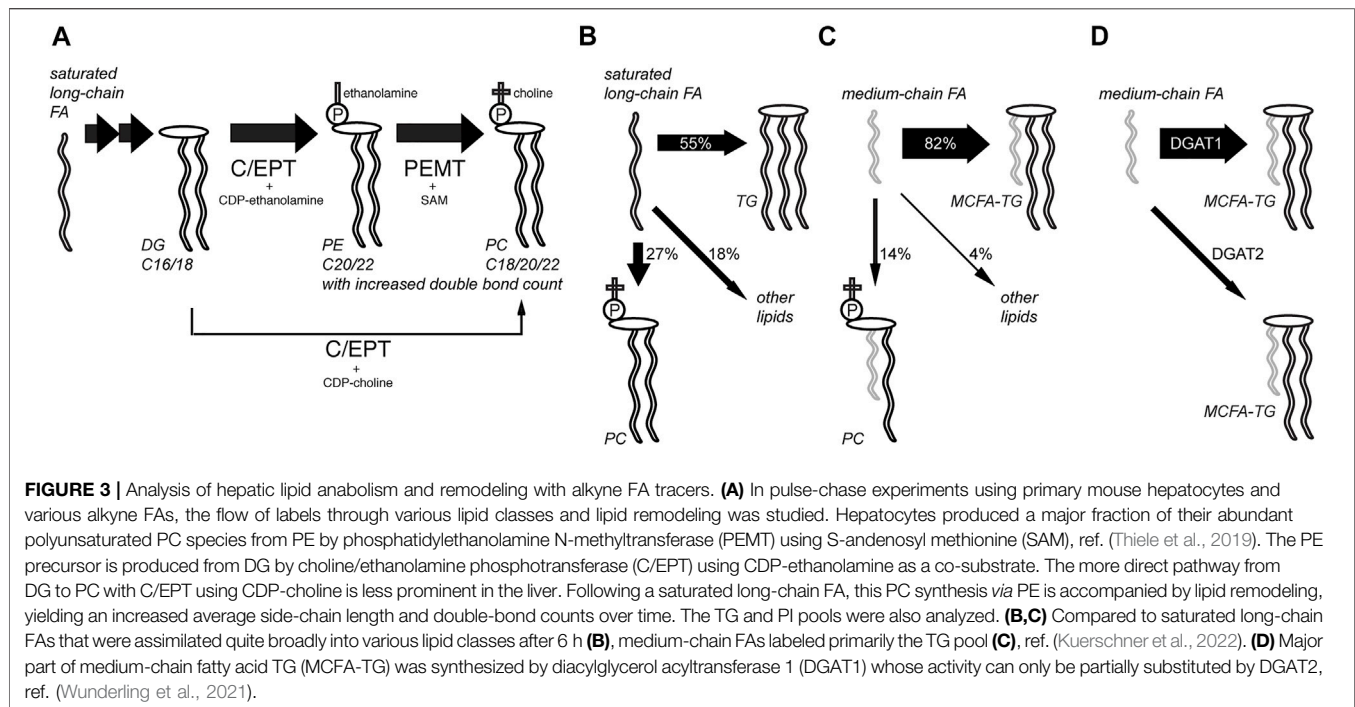 A
saturated
long-chain
FA
DG
C16/18
C/EPT
+
CDP-ethanolamine
P
ethanolamine
PE
C20/22
with increased double bond count
PEMT
+
SAM
P
choline
PC
C18/20/22
C/EPT
+
CDP-choline
B
saturated
long-chain FA
55%
TG
27%
18%
other
lipids
P
PC
C
medium-chain FA
82%
MCFA-TG
14%
4%
other
lipids
P
PC
D
medium-chain FA
DGAT1
MCFA-TG
DGAT2
MCFA-TG
FIGURE 3 | Analysis of hepatic lipid anabolism and remodeling with alkyne FA tracers. (A) In pulse-chase experiments using primary mouse hepatocytes and
various alkyne FAs, the flow of labels through various lipid classes and lipid remodeling was studied. Hepatocytes produced a major fraction of their abundant
polyunsaturated PC species from PE by phosphatidylethanolamine N-methyltransferase (PEMT) using S-andenosyl methionine (SAM), ref. (Thiele et al., 2019). The PE
precursor is produced from DG by choline/ethanolamine phosphotransferase (C/EPT) using CDP-ethanolamine as a co-substrate. The more direct pathway from
DG to PC with C/EPT using CDP-choline is less prominent in the liver. Following a saturated long-chain FA, this PC synthesis via PE is accompanied by lipid remodeling,
yielding an increased average side-chain length and double-bond counts over time. The TG and PI pools were also analyzed. (B,C) Compared to saturated long-chain
FAs that were assimilated quite broadly into various lipid classes after 6 h (B), medium-chain FAs labeled primarily the TG pool (C), ref. (Kuerschner et al., 2022). (D) Major
part of medium-chain fatty acid TG (MCFA-TG) was synthesized by diacylglycerol acyltransferase 1 (DGAT1) whose activity can only be partially substituted by DGAT2,
ref. (Wunderling et al., 2021).